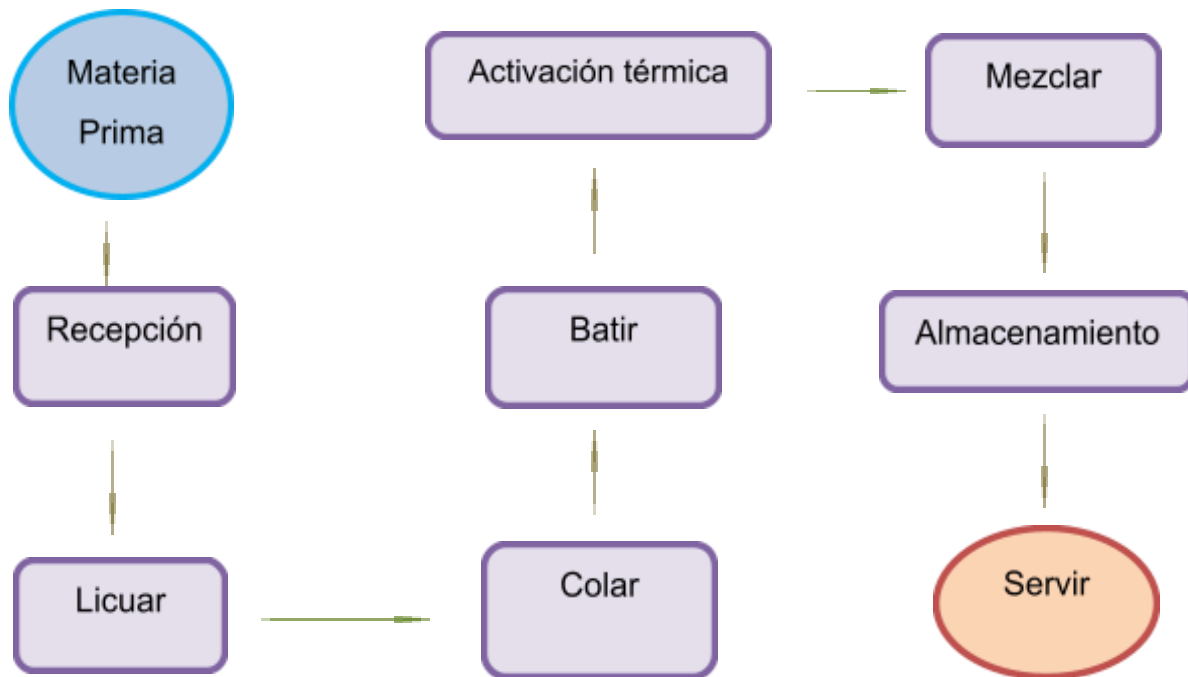 Materia
Prima
Recepción
Licuar
Colar
Batir
Activación térmica
Mezclar
Almacenamiento
Servir